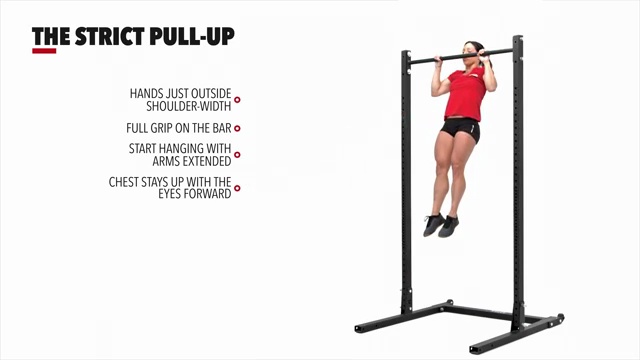 THE STRICT PULL-UP
HANDS JUST OUTSIDE
SHOULDER-WIDTH
FULL GRIP ON THE BAR
START HANGING WITH
ARMS EXTENDED
CHEST STAYS UP WITH THE
EYES FORWARD